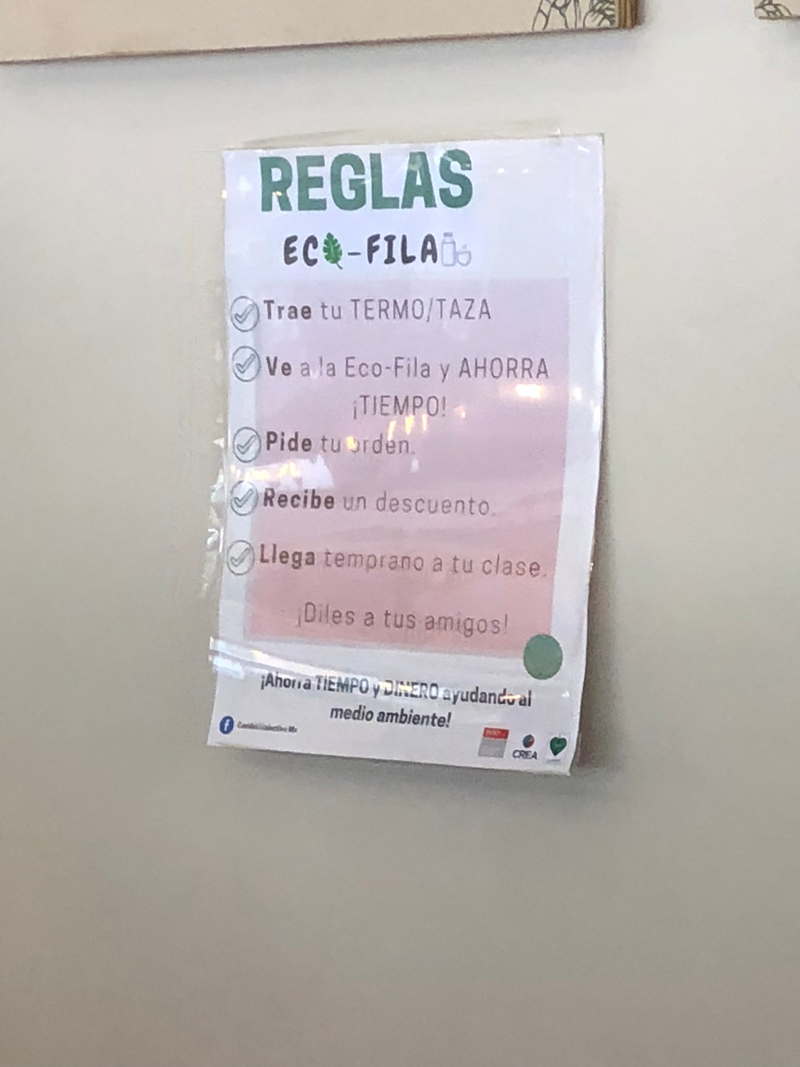 REGLAS
ECO-FILA
Trae tu TERMO/TAZA
Ve a la Eco-Fila y AHORRA
¡TIEMPO!
Pide tu orden.
Recibe un descuento.
Llega temprano a tu clase.
¡Diles a tus amigos!
¡Ahorra TIEMPO y DINERO ayudando al
medio ambiente!
CREA